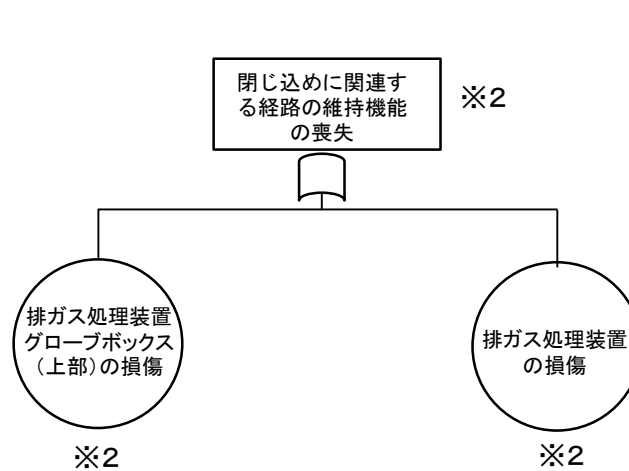 閉じ込めに関連す
る経路の維持機能
の喪失
※2
排ガス処理装置
グローブボックス
（上部）の損傷
※2
排ガス処理装置
の損傷
※2